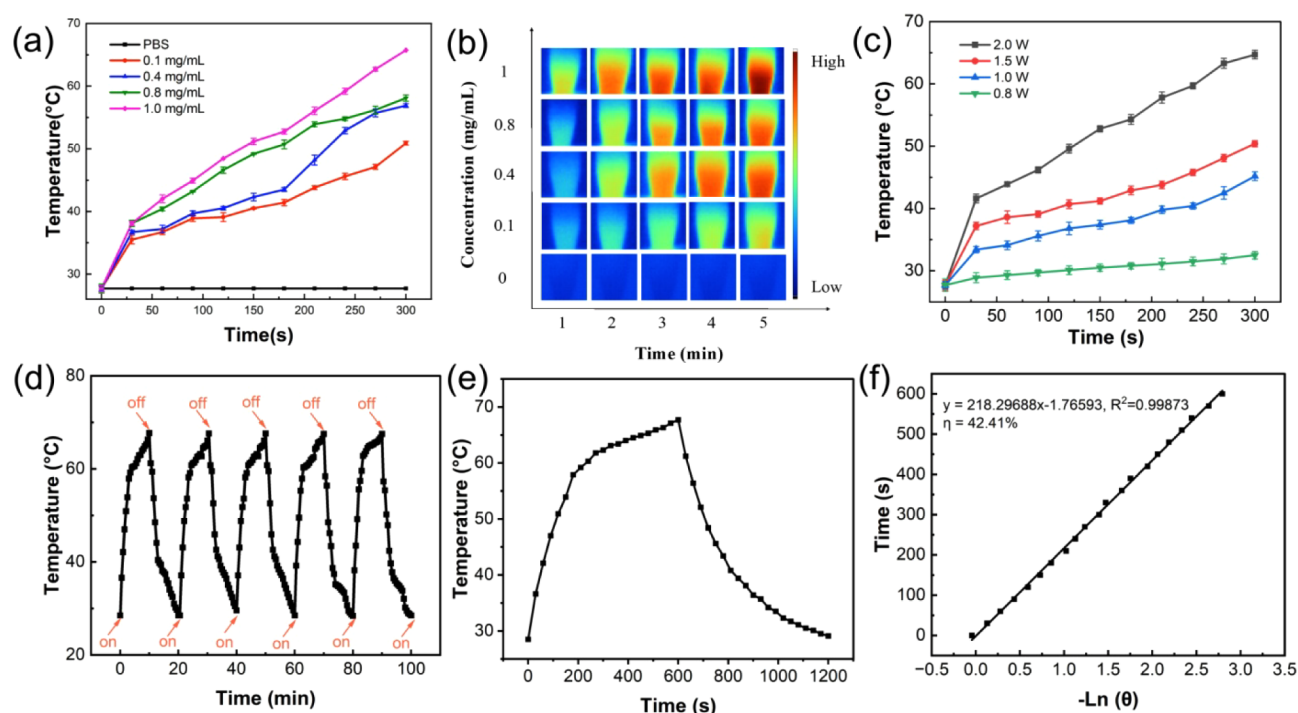 (a)
70
60
50
40
30
Temperature(°C)
PBS
0.1 mg/mL
0.4 mg/mL
0.8 mg/mL
1.0 mg/mL
0 50 100 150 200 250 300
Time(s)
(b)
Concentration (mg/mL)
1
0.8
0.4
0.1
0
1 2 3 4 5
Time (min)
High
Low
(c)
70
60
50
40
30
Temperature (°C)
2.0 W
1.5 W
1.0 W
0.8 W
0 50 100 150 200 250 300
Time (s)
(d)
80
60
40
20
Temperature (°C)
off off off off off
on on on on on on
0 20 40 60 80 100
Time (min)
(e)
70
60
50
40
30
Temperature (°C)
0 200 400 600 800 1000 1200
Time (s)
(f)
600
500
400
300
200
100
0
Time (s)
y = 218.29688x-1.76593, R²=0.99873
η = 42.41%
−0.5 0.0 0.5 1.0 1.5 2.0 2.5 3.0 3.5
-Ln (θ)